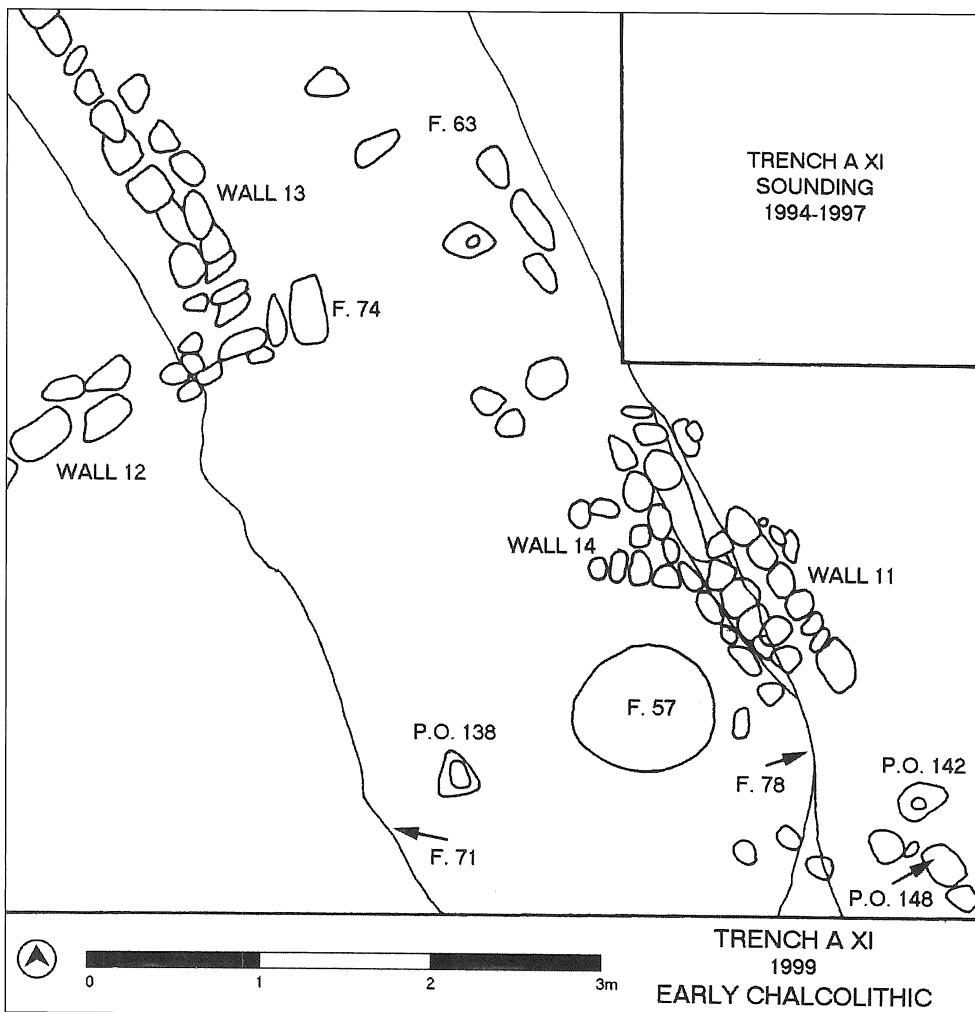 F. 63
TRENCH A XI
SOUNDING
1994-1997
WALL 13
F. 74
WALL 12
WALL 14
WALL 11
F. 57
P.O. 138
F. 78
P.O. 142
F. 71
P.O. 148
TRENCH A XI
1999
EARLY CHALCOLITHIC
0 1 2 3m